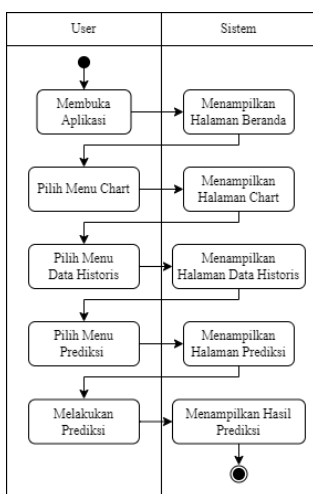 User
Sistem
Membuka
Aplikasi
Menampilkan
Halaman Beranda
Pilih Menu Chart
Menampilkan
Halaman Chart
Pilih Menu
Data Historis
Menampilkan
Halaman Data Historis
Pilih Menu
Prediksi
Menampilkan
Halaman Prediksi
Melakukan
Prediksi
Menampilkan Hasil
Prediksi